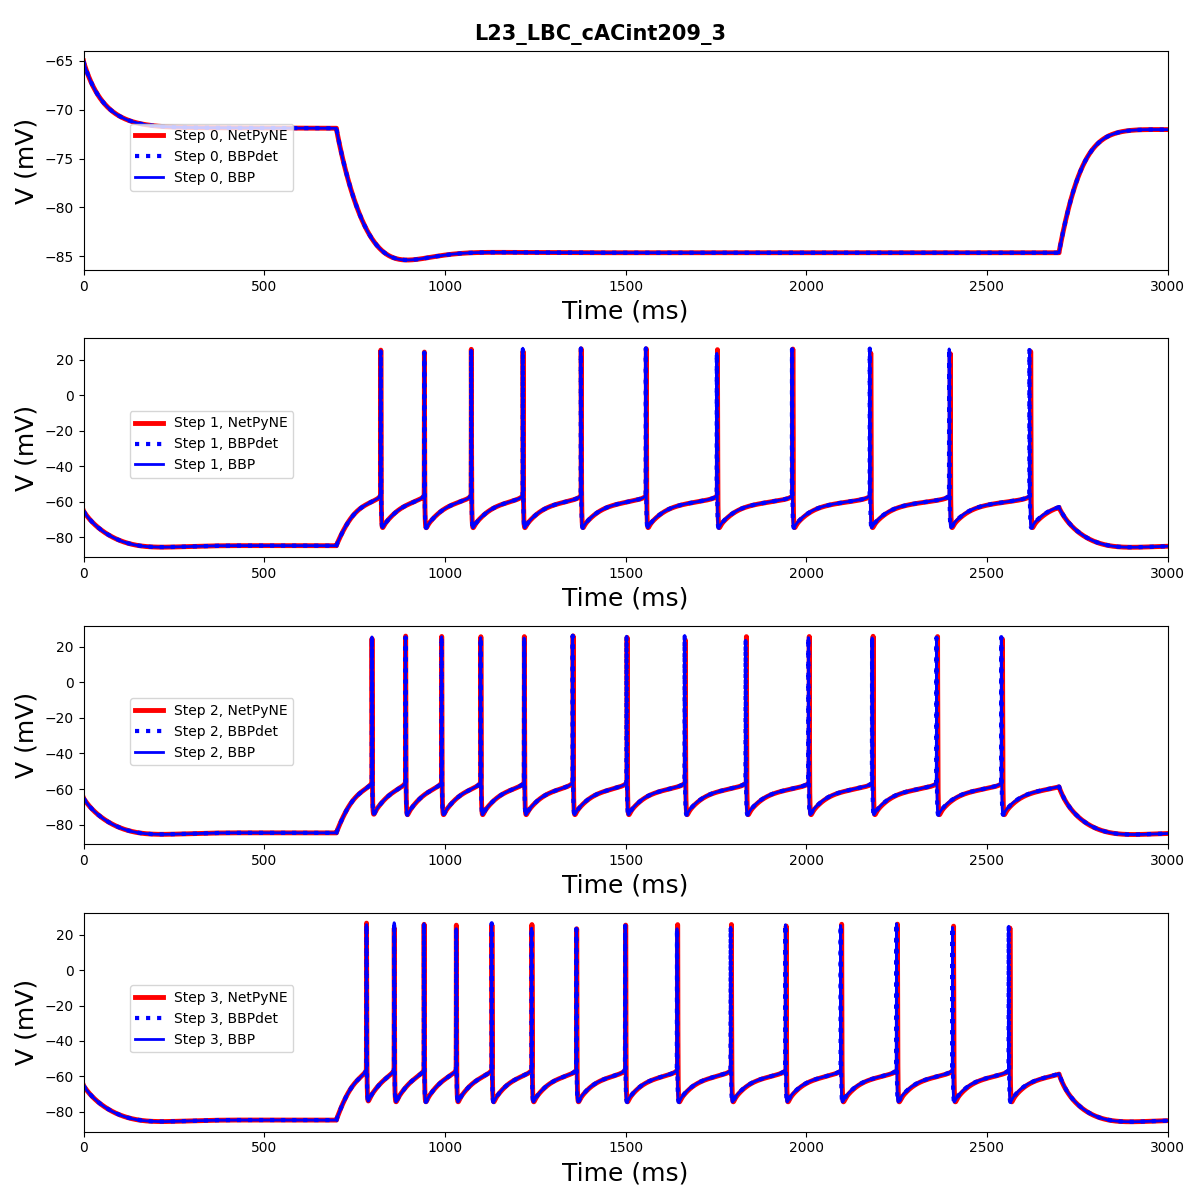 L23_LBC_cACint209_3
−65
−70
−75
−80
−85
V (mV)
Step 0, NetPyNE
Step 0, BBPdet
Step 0, BBP
0 500 1000 1500 2000 2500 3000
Time (ms)
20
0
−20
−40
−60
−80
V (mV)
Step 1, NetPyNE
Step 1, BBPdet
Step 1, BBP
0 500 1000 1500 2000 2500 3000
Time (ms)
20
0
−20
−40
−60
−80
V (mV)
Step 2, NetPyNE
Step 2, BBPdet
Step 2, BBP
0 500 1000 1500 2000 2500 3000
Time (ms)
20
0
−20
−40
−60
−80
V (mV)
Step 3, NetPyNE
Step 3, BBPdet
Step 3, BBP
0 500 1000 1500 2000 2500 3000
Time (ms)